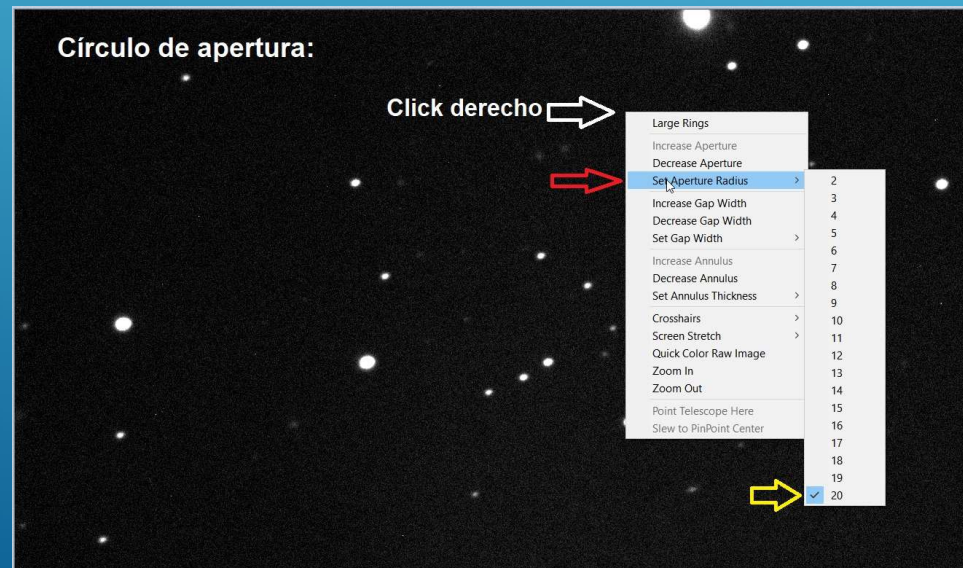 Círculo de apertura:
Click derecho
Large Rings
Increase Aperture
Decrease Aperture
Set Aperture Radius
Increase Gap Width
Decrease Gap Width
Set Gap Width
Increase Annulus
Decrease Annulus
Set Annulus Thickness
Crosshairs
Screen Stretch
Quick Color Raw Image
Zoom In
Zoom Out
Point Telescope Here
Slew to PinPoint Center
2
3
4
5
6
7
8
9
10
11
12
13
14
15
16
17
18
19
20